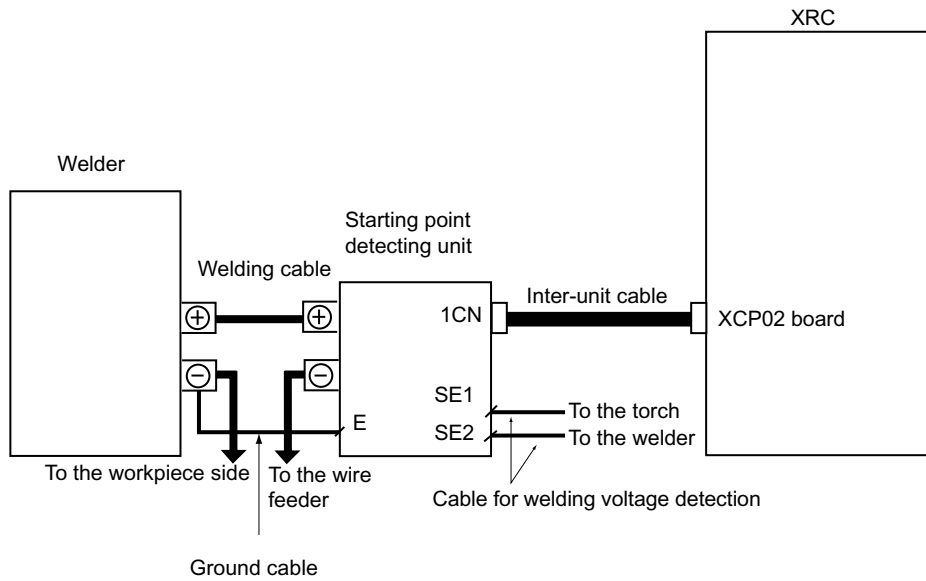 XRC
Welder
Starting point
detecting unit
Welding cable
Inter-unit cable
+
+
1CN
XCP02 board
−
−
SE1
To the torch
E
SE2
To the welder
To the workpiece side
To the wire
feeder
Cable for welding voltage detection
Ground cable